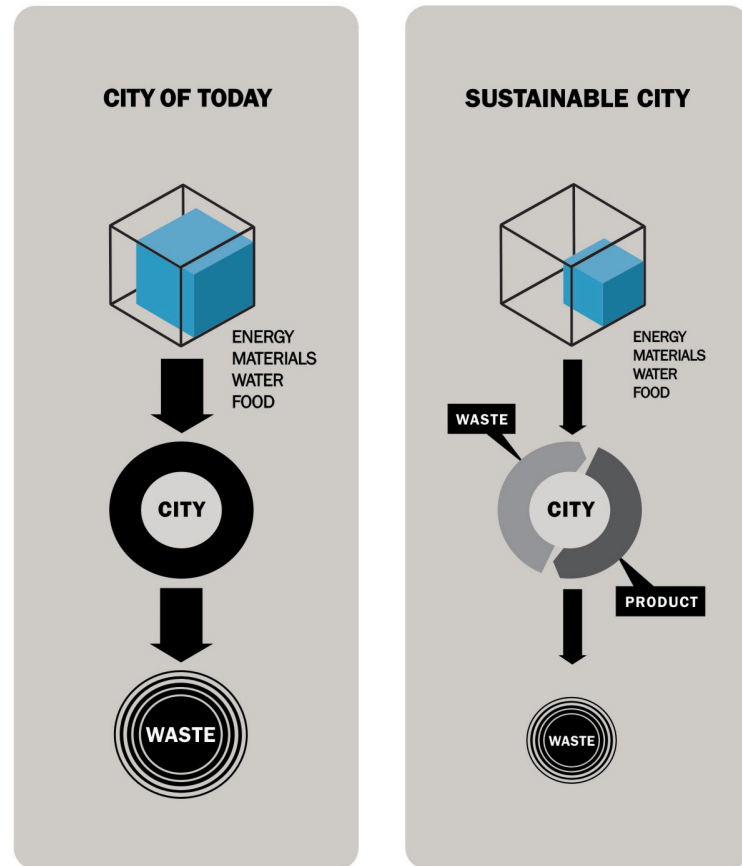 CITY OF TODAY
ENERGY
MATERIALS
WATER
FOOD
CITY
WASTE
SUSTAINABLE CITY
ENERGY
MATERIALS
WATER
FOOD
WASTE
CITY
PRODUCT
WASTE